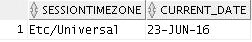 SESSIONTIMEZONE CURRENT_DATE
1 Etc/Universal 23-JUN-16